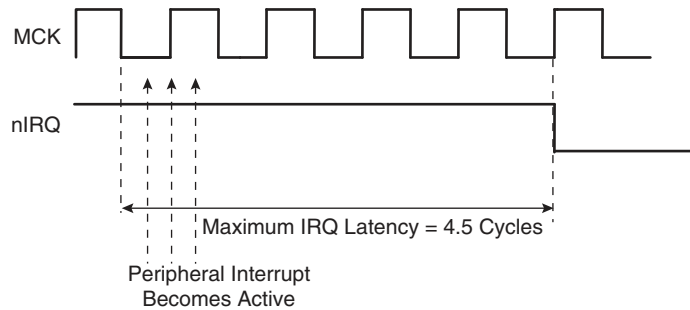 MCK
nIRQ
Maximum IRQ Latency = 4.5 Cycles
Peripheral Interrupt
Becomes Active